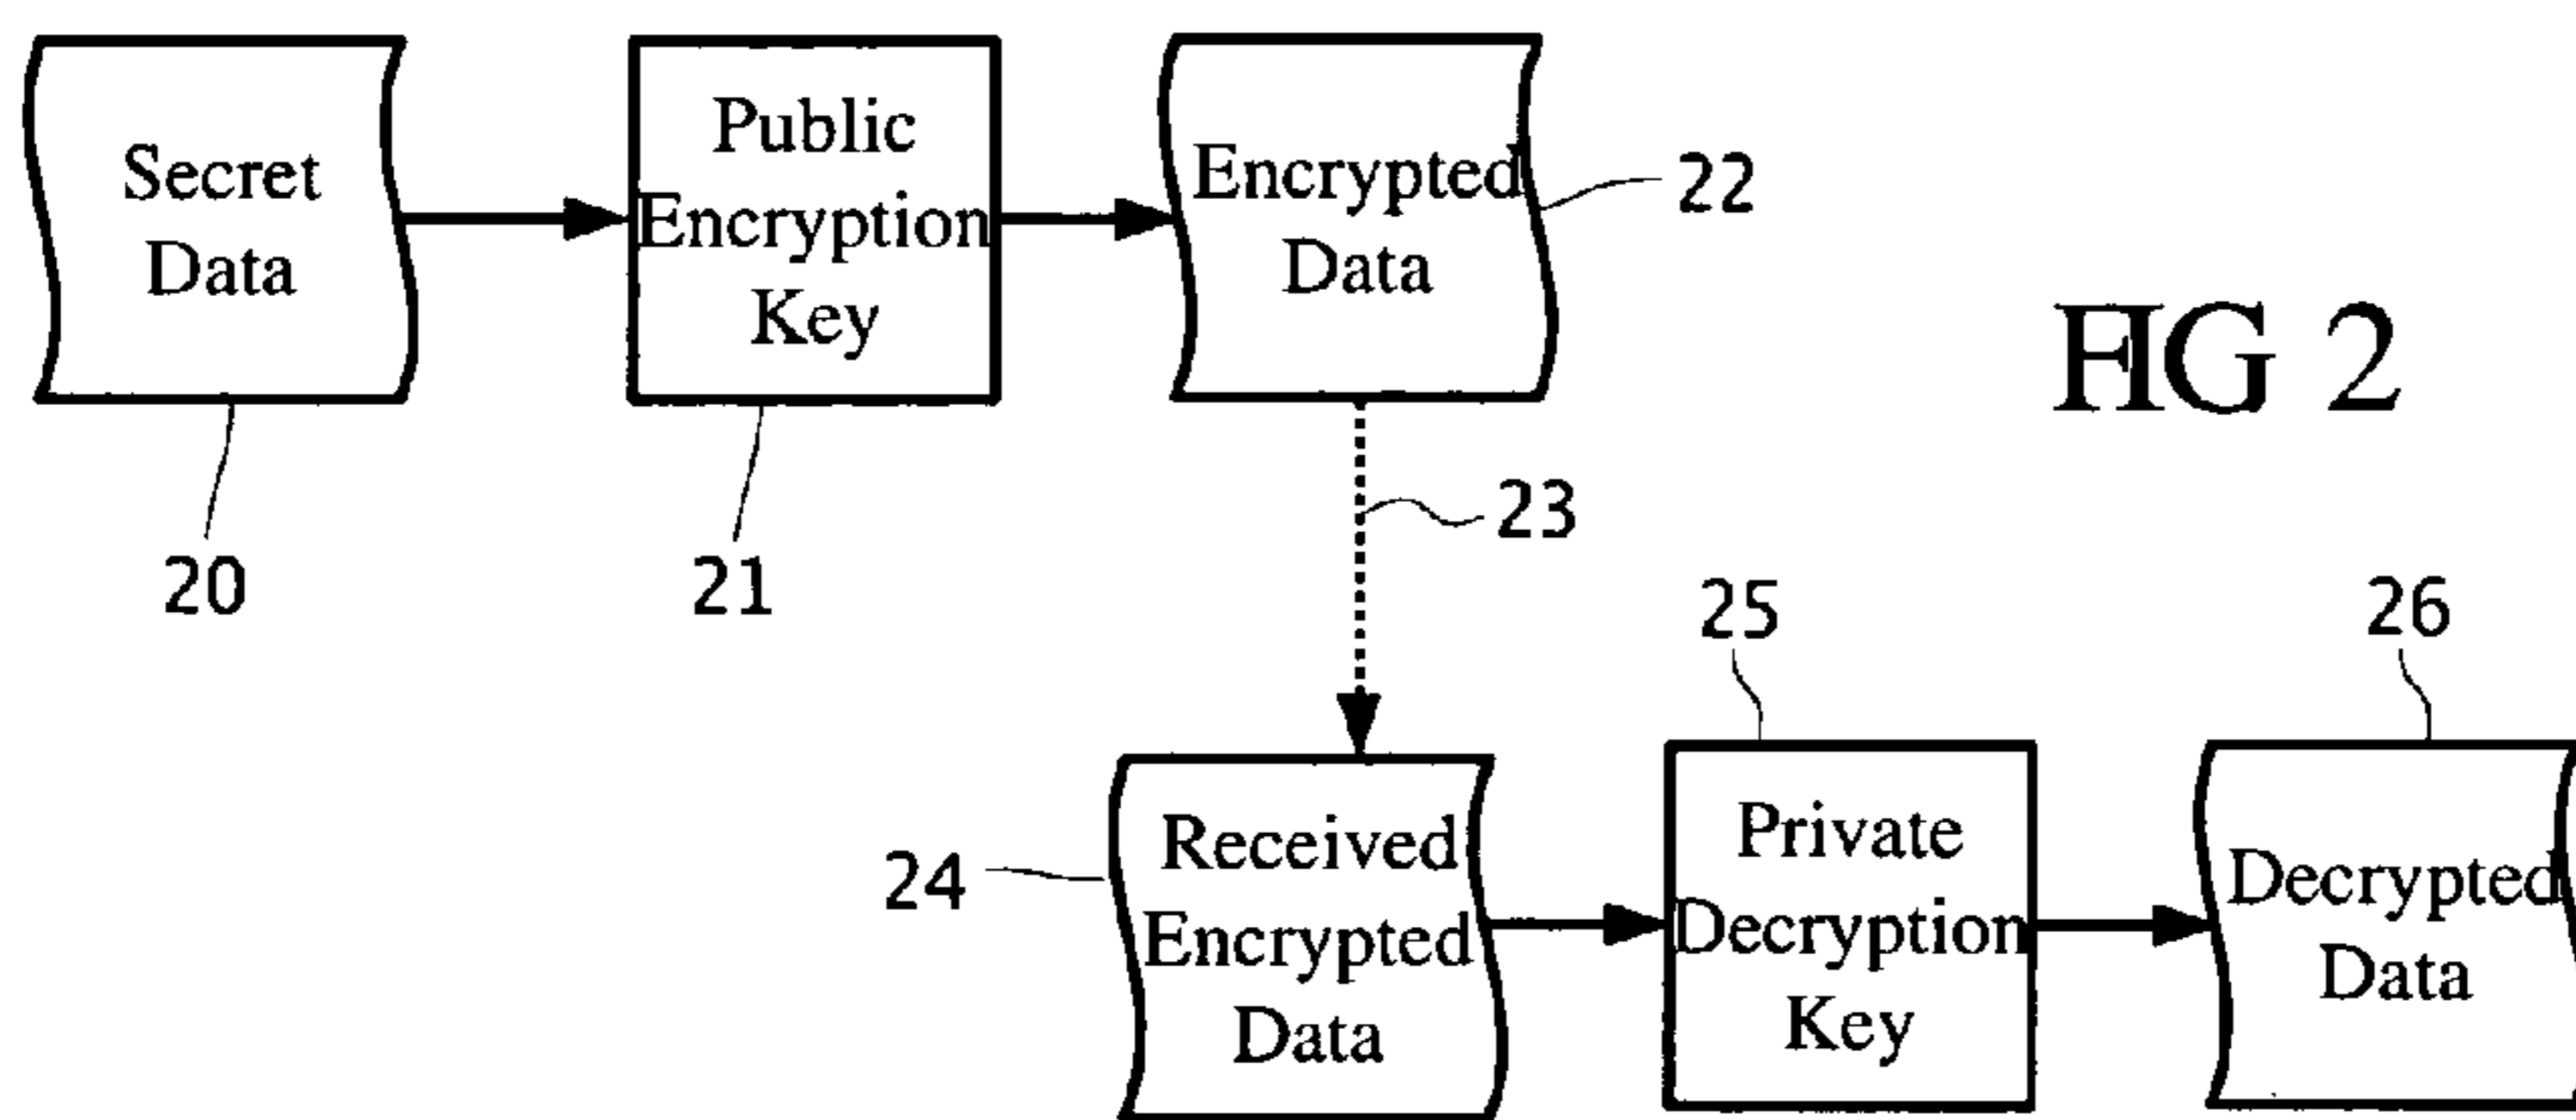 Secret
Data
Public
Encryption
Key
Encrypted
Data
22
FIG 2
20
21
23
25
26
24
Received
Encrypted
Data
Private
Decryption
Key
Decrypted
Data